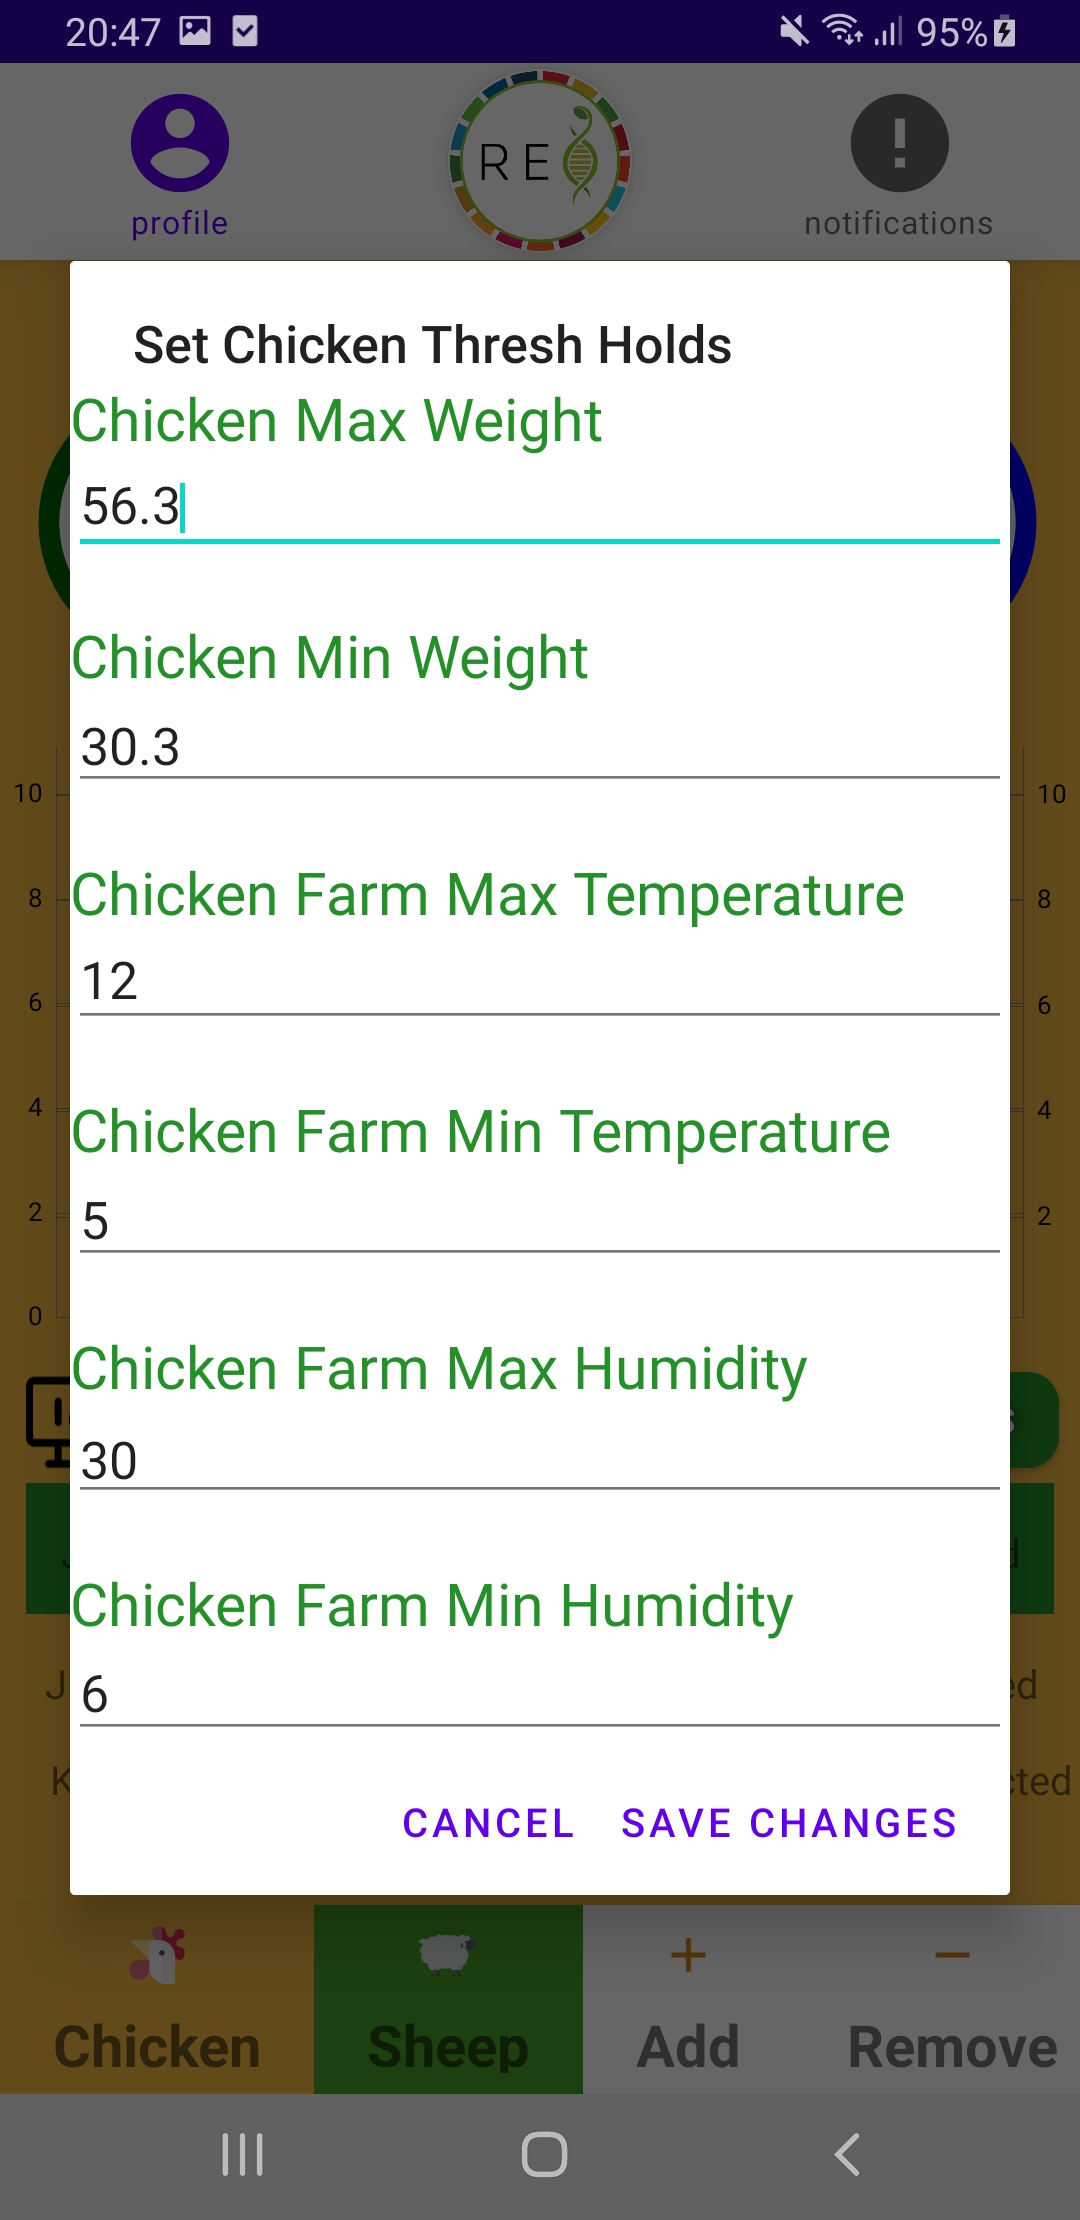 20:47
95%
RE
profile
notifications
Set Chicken Thresh Holds
Chicken Max Weight
56.3
Chicken Min Weight
30.3
10
10
Chicken Farm Max Temperature
8
8
12
6
6
Chicken Farm Min Temperature
4
4
5
2
2
0
Chicken Farm Max Humidity
30
Chicken Farm Min Humidity
6
J
ed
K
cted
CANCEL SAVE CHANGES
Chicken Sheep Add Remove